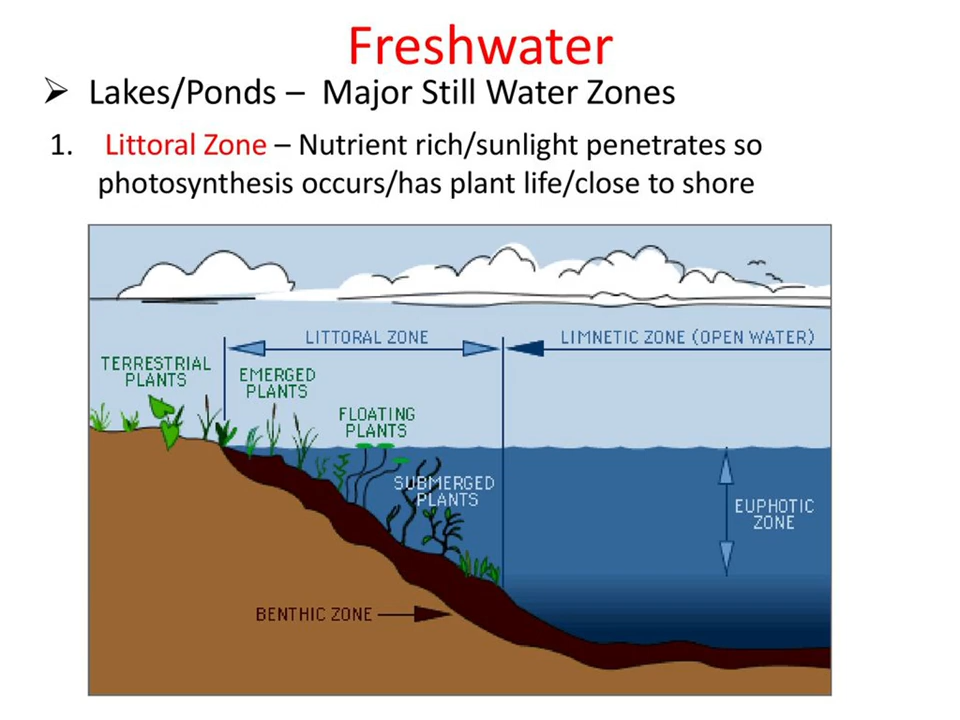 Freshwater
➢ Lakes/Ponds – Major Still Water Zones
1. Littoral Zone – Nutrient rich/sunlight penetrates so
photosynthesis occurs/has plant life/close to shore
LITTORAL ZONE
LIMNETIC ZONE (OPEN WATER)
TERRESTRIAL
PLANTS
EMERGED
PLANTS
FLOATING
PLANTS
SUBMERGED
PLANTS
EUPHOTIC
ZONE
BENTHIC ZONE